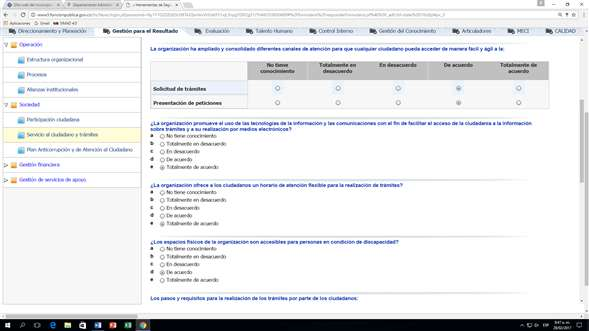 Dirección y Planeación
Gestión para el Resultado
Evaluación
Talento Humano
Control Interno
Gestión del Conocimiento
Articuladores
MECI
CALIDAD
Operación
Estructura organizacional
Procesos
Alianzas institucionales
Sociedad
Participación ciudadana
Servicio al ciudadano y trámites
Plan Anticorrupción y de Atención al Ciudadano
Gestión financiera
Gestión de servicios de apoyo
La organización ha ampliado y consolidado diferentes canales de atención para que cualquier ciudadano pueda acceder de manera fácil y ágil a la:
No tiene conocimiento
Totalmente en desacuerdo
En desacuerdo
De acuerdo
Totalmente de acuerdo
Solicitud de trámites
Presentación de peticiones
¿La organización promueve el uso de las tecnologías de la información y las comunicaciones con el fin de facilitar el acceso de la ciudadanía a la información
sobre trámites y a su realización por medios electrónicos?
a No tiene conocimiento
b Totalmente en desacuerdo
c En desacuerdo
d De acuerdo
e Totalmente de acuerdo
¿La organización ofrece a los ciudadanos un horario de atención flexible para la realización de trámites?
a No tiene conocimiento
b Totalmente en desacuerdo
c En desacuerdo
d De acuerdo
e Totalmente de acuerdo
¿Los espacios físicos de la organización son accesibles para personas en condición de discapacidad?
a No tiene conocimiento
b Totalmente en desacuerdo
c En desacuerdo
d De acuerdo
e Totalmente de acuerdo
Los pasos y requisitos para la realización de los trámites por parte de los ciudadanos:
ESP